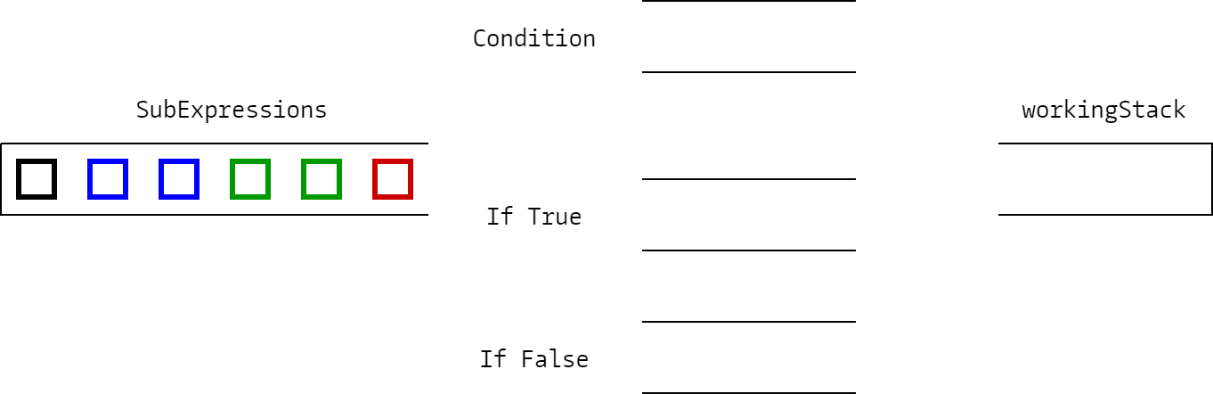 Condition
SubExpressions
workingStack
If True
If False